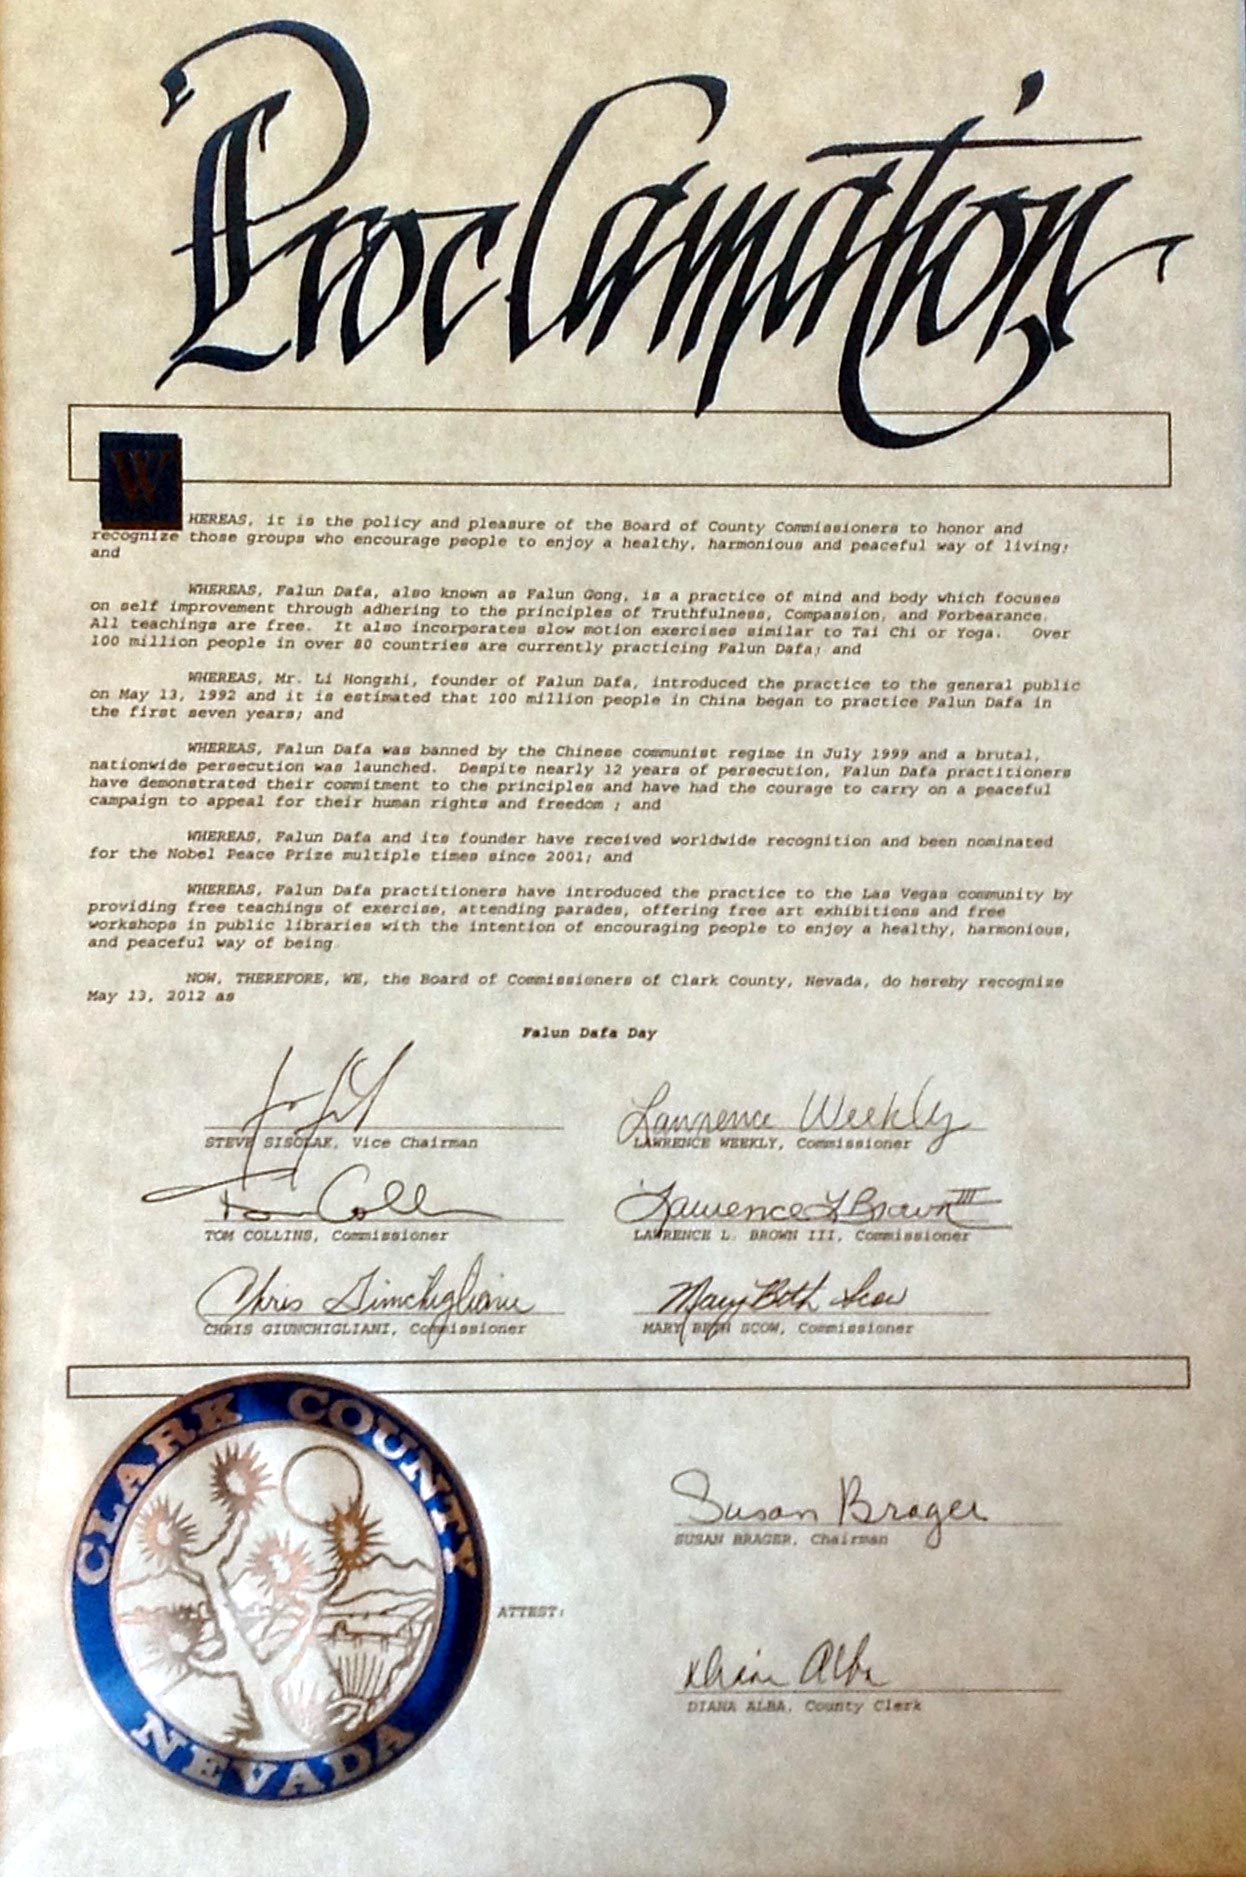 Proclamation
WHEREAS, it is the policy and pleasure of the Board of County Commissioners to honor and
recognize those groups who encourage people to enjoy a healthy, harmonious and peaceful way of living;
and
WHEREAS, Falun Dafa, also known as Falun Gong, is a practice of mind and body which focuses
on self improvement through adhering to the principles of Truthfulness, Compassion, and Forbearance.
All teachings are free. It also incorporates slow motion exercises similar to Tai Chi or Yoga. Over
100 million people in over 80 countries are currently practicing Falun Dafa; and
WHEREAS, Mr. Li Hongzhi, founder of Falun Dafa, introduced the practice to the general public
on May 13, 1992 and it is estimated that 100 million people in China began to practice Falun Dafa in
the first seven years; and
WHEREAS, Falun Dafa was banned by the Chinese communist regime in July 1999 and a brutal,
nationwide persecution was launched. Despite nearly 12 years of persecution, Falun Dafa practitioners
have demonstrated their commitment to the principles and have had the courage to carry on a peaceful
campaign to appeal for their human rights and freedom ; and
WHEREAS, Falun Dafa and its founder have received worldwide recognition and been nominated
for the Nobel Peace Prize multiple times since 2001; and
WHEREAS, Falun Dafa practitioners have introduced the practice to the Las Vegas community by
providing free teachings of exercise, attending parades, offering free art exhibitions and free
workshops in public libraries with the intention of encouraging people to enjoy a healthy, harmonious,
and peaceful way of being.
NOW, THEREFORE, WE, the Board of Commissioners of Clark County, Nevada, do hereby recognize
May 13, 2012 as
Falun Dafa Day
Lawrence Weekly
STEVE SISOLAK, Vice Chairman
LAWRENCE WEEKLY, Commissioner
Tom Collins
Lawrence L Brown III
TOM COLLINS, Commissioner
LAWRENCE L. BROWN III, Commissioner
Chris Giunchigliani
Mary Beth Scow
CHRIS GIUNCHIGLIANI, Commissioner
MARY BETH SCOW, Commissioner
CLARK COUNTY
NEVADA
Susan Brager
SUSAN BRAGER, Chairman
ATTEST:
Diana Alba
DIANA ALBA, County Clerk